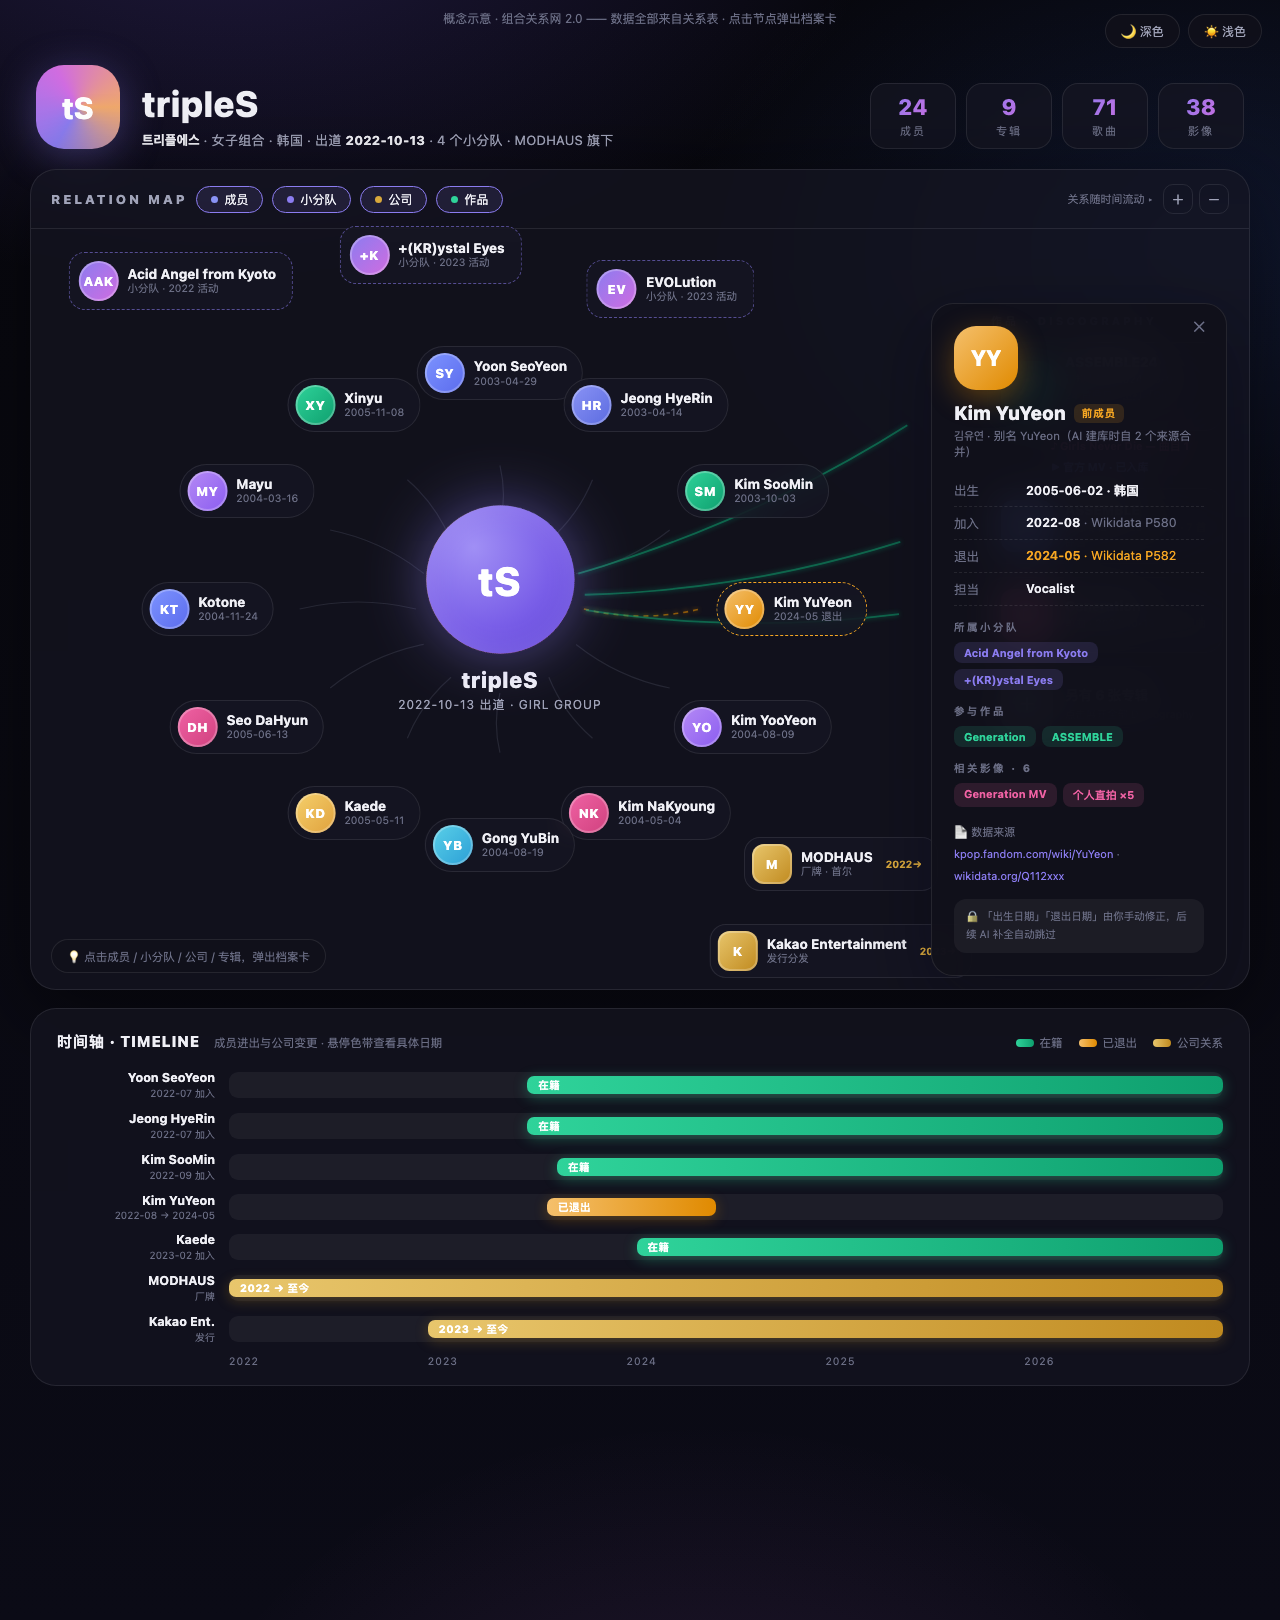 概念示意 · 组合关系网 2.0 —— 数据全部来自关系表 · 点击节点弹出档案卡
🌙 深色
☀️ 浅色
tS
tripleS
트리플에스 · 女子组合 · 韩国 · 出道 2022-10-13 · 4 个小分队 · MODHAUS 旗下
24
成员
9
专辑
71
歌曲
38
影像
RELATION MAP
成员
小分队
公司
作品
关系随时间流动 ▸
+
−
AAK
Acid Angel from Kyoto
小分队 · 2022 活动
+K
+(KR)ystal Eyes
小分队 · 2023 活动
EV
EVOLution
小分队 · 2023 活动
SY
Yoon SeoYeon
2003-04-29
XY
Xinyu
2005-11-08
HR
Jeong HyeRin
2003-04-14
MY
Mayu
2004-03-16
SM
Kim SooMin
2003-10-03
KT
Kotone
2004-11-24
tS
YY
Kim YuYeon
2024-05 退出
tripleS
2022-10-13 出道 · GIRL GROUP
DH
Seo DaHyun
2005-06-13
YO
Kim YooYeon
2004-08-09
KD
Kaede
2005-05-11
YB
Gong YuBin
2004-08-19
NK
Kim NaKyoung
2004-05-04
M
MODHAUS
厂牌 · 首尔
2022→
K
Kakao Entertainment
发行分发
20
💡 点击成员 / 小分队 / 公司 / 专辑，弹出档案卡
×
YY
Kim YuYeon 前成员
김유연 · 别名 YuYeon（AI 建库时自 2 个来源合
并）
出生 2005-06-02 · 韩国
加入 2022-08 · Wikidata P580
退出 2024-05 · Wikidata P582
担当 Vocalist
所属小分队
Acid Angel from Kyoto
+(KR)ystal Eyes
参与作品
Generation ASSEMBLE
相关影像 · 6
Generation MV 个人直拍 ×5
📄 数据来源
kpop.fandom.com/wiki/YuYeon ·
wikidata.org/Q112xxx
🔒 「出生日期」「退出日期」由你手动修正，后
续 AI 补全自动跳过
时间轴 · TIMELINE 成员进出与公司变更 · 悬停色带查看具体日期
在籍 已退出 公司关系
Yoon SeoYeon
2022-07 加入
在籍
Jeong HyeRin
2022-07 加入
在籍
Kim SooMin
2022-09 加入
在籍
Kim YuYeon
2022-08 → 2024-05
已退出
Kaede
2023-02 加入
在籍
MODHAUS
厂牌
2022 → 至今
Kakao Ent.
发行
2023 → 至今
2022 2023 2024 2025 2026